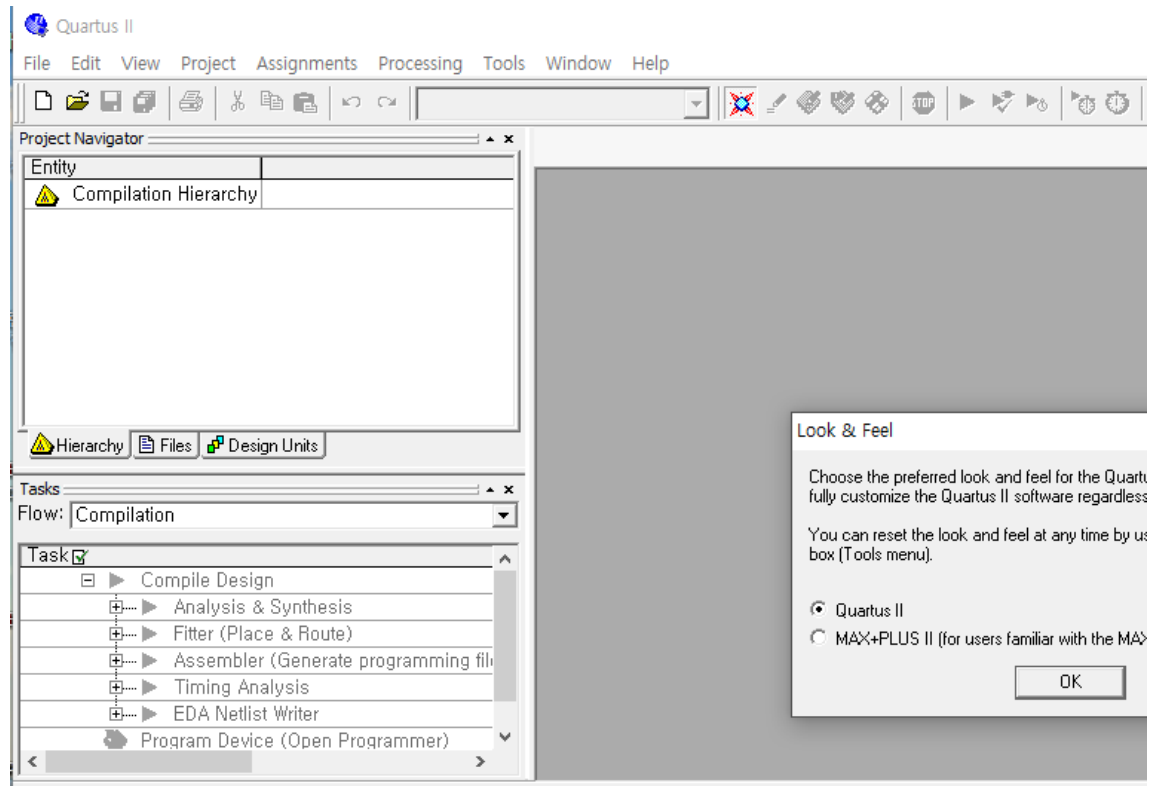 Quartus II
File Edit View Project Assignments Processing Tools Window Help
STOP
Project Navigator
Entity
Compilation Hierarchy
Hierarchy Files Design Units
Tasks
Flow: Compilation
Task
Compile Design
Analysis & Synthesis
Fitter (Place & Route)
Assembler (Generate programming
Timing Analysis
EDA Netlist Writer
Program Device (Open Programmer)
Look & Feel
Choose the preferred look and feel for the
fully customize the Quartus II software regardless
You can reset the look and feel at any time by
box (Tools menu).
Quartus II
MAX+PLUS II (for users familiar with the
OK